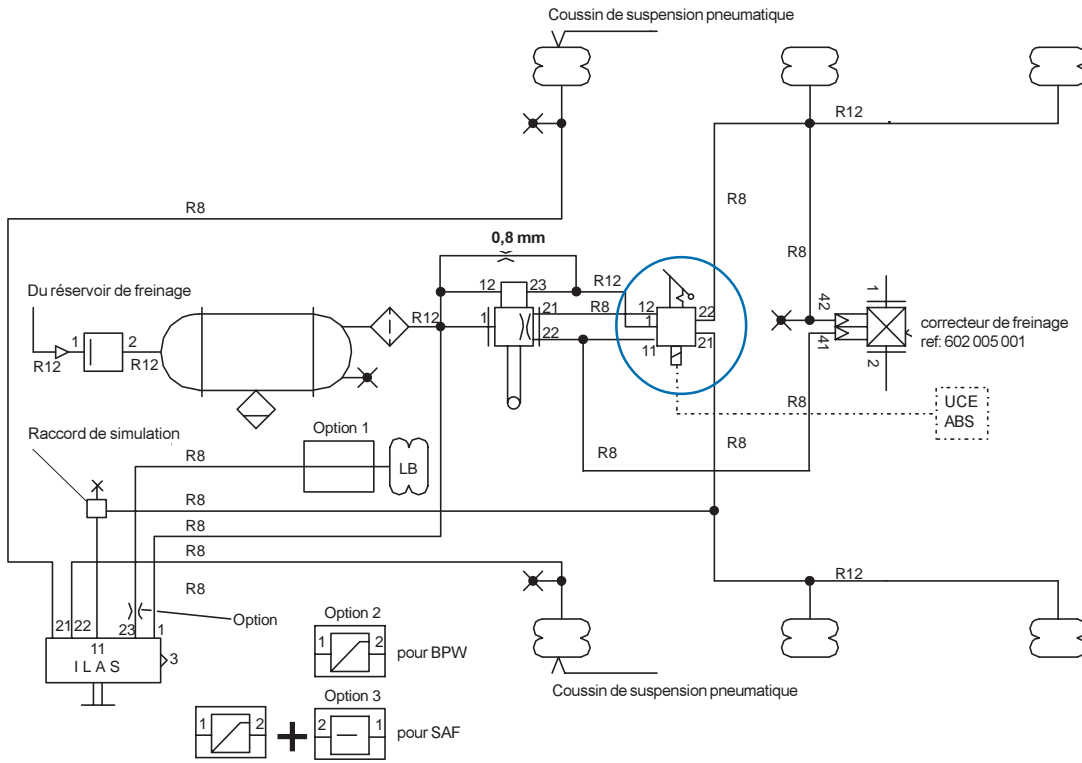 Coussin de suspension pneumatique
R12
R8
R8
0,8 mm
R8
12
23
R12
Du réservoir de freinage
21
R8
12
22
42
1
1
R12
1
1
22
11
21
41
correcteur de freinage
ref: 602 005 001
1
2
R12
R12
2
R8
UCE
ABS
Raccord de simulation
Option 1
R8
LB
R8
R8
R8
R8
R8
R12
R8
Option
21
22
23
1
11
ILAS
3
Option 2
1
2
pour BPW
Coussin de suspension pneumatique
Option 3
1
2
2
1
pour SAF